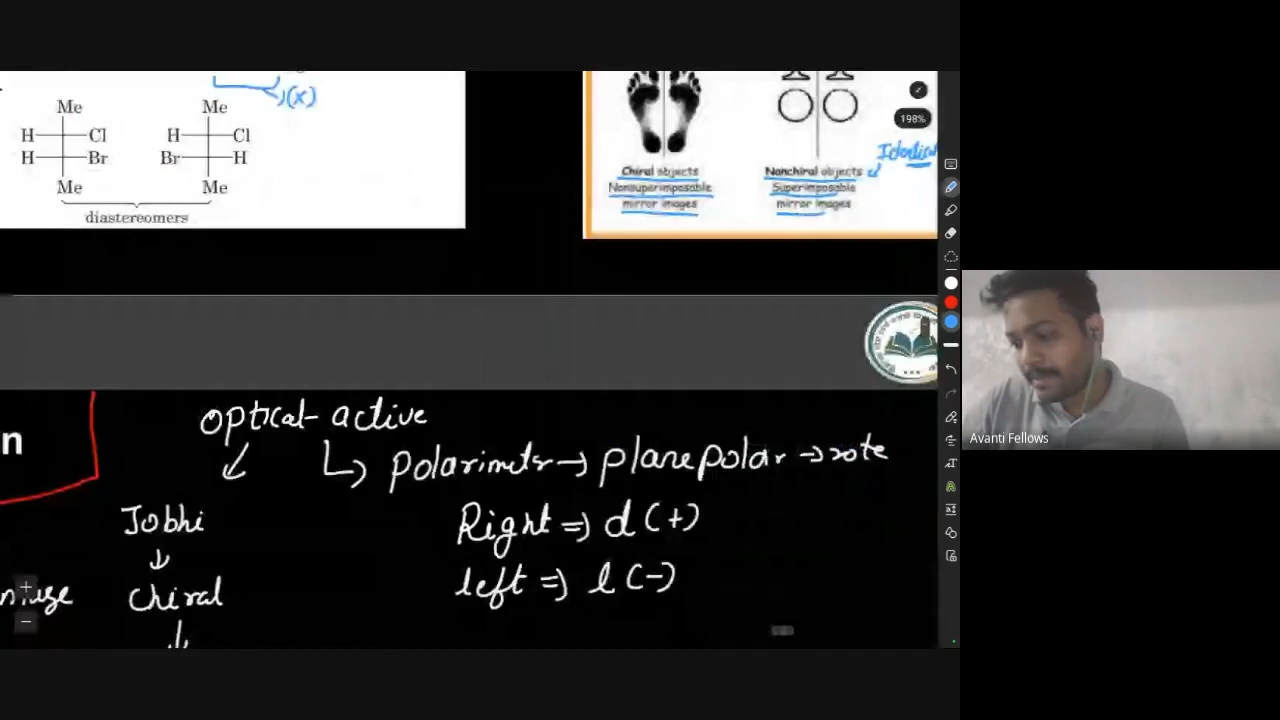 (x)
Me Me
H Cl H Cl
H Br Br H
Me Me
diastereomers
Chiral objects
Nonsuperimposable
mirror images
Nonchiral objects
Superimposable
mirror images
198%
Avanti Fellows
n
optical active
polarimeter → plane polar → rote
Jobhi
Right ⇒ d (+)
left ⇒ l (-)
chiral